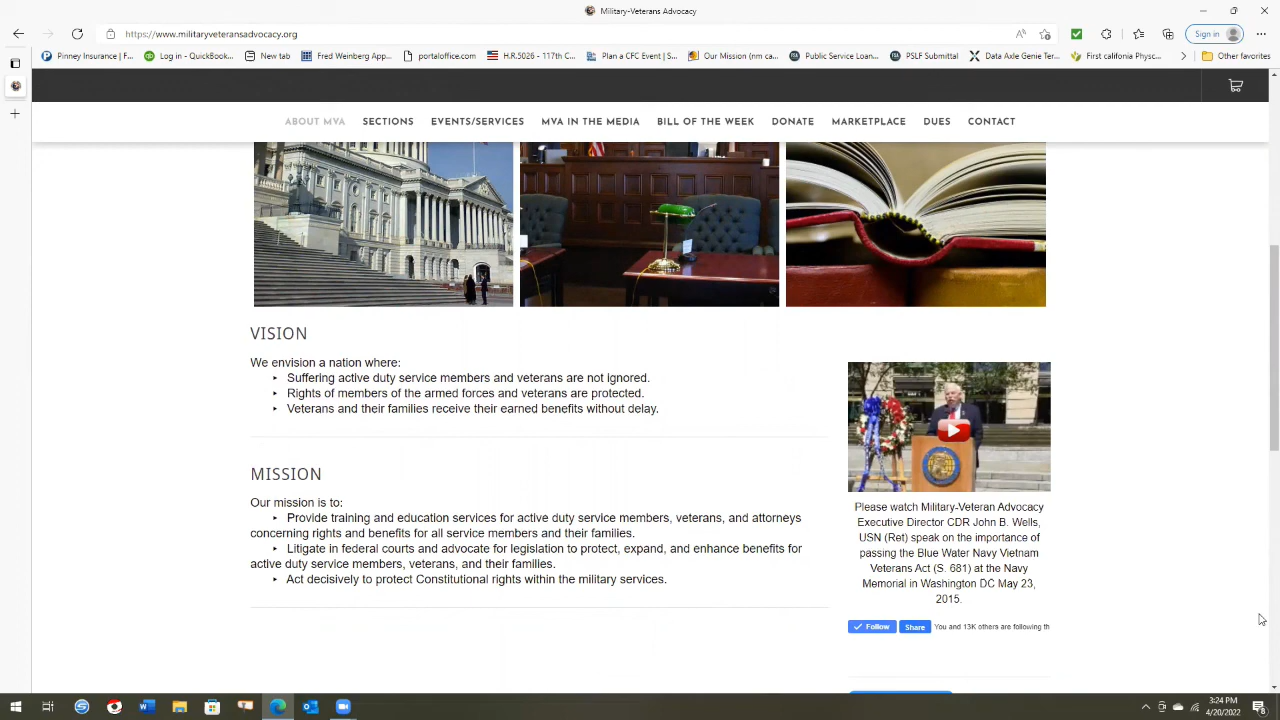 Military-Veterans Advocacy
https://www.militaryveteransadvocacy.org
Sign in
Pinney Insurance | F...
Log in - QuickBook...
New tab
Fred Weinberg App...
portaloffice.com
H.R.5026 - 117th C...
Plan a CFC Event | S...
Our Mission (nm ca...
Public Service Loan...
PSLF Submittal
Data Axle Genie Ter...
First california Physc...
Other favorites
ABOUT MVA
SECTIONS
EVENTS/SERVICES
MVA IN THE MEDIA
BILL OF THE WEEK
DONATE
MARKETPLACE
DUES
CONTACT
VISION
We envision a nation where:
‣ Suffering active duty service members and veterans are not ignored.
‣ Rights of members of the armed forces and veterans are protected.
‣ Veterans and their families receive their earned benefits without delay.
MISSION
Our mission is to:
‣ Provide training and education services for active duty service members, veterans, and attorneys
concerning rights and benefits for all service members and their families.
‣ Litigate in federal courts and advocate for legislation to protect, expand, and enhance benefits for
active duty service members, veterans, and their families.
‣ Act decisively to protect Constitutional rights within the military services.
Please watch Military-Veteran Advocacy
Executive Director CDR John B. Wells,
USN (Ret) speak on the importance of
passing the Blue Water Navy Vietnam
Veterans Act (S. 681) at the Navy
Memorial in Washington DC May 23,
2015.
Follow
Share
You and 13K others are following th
3:24 PM
4/20/2022